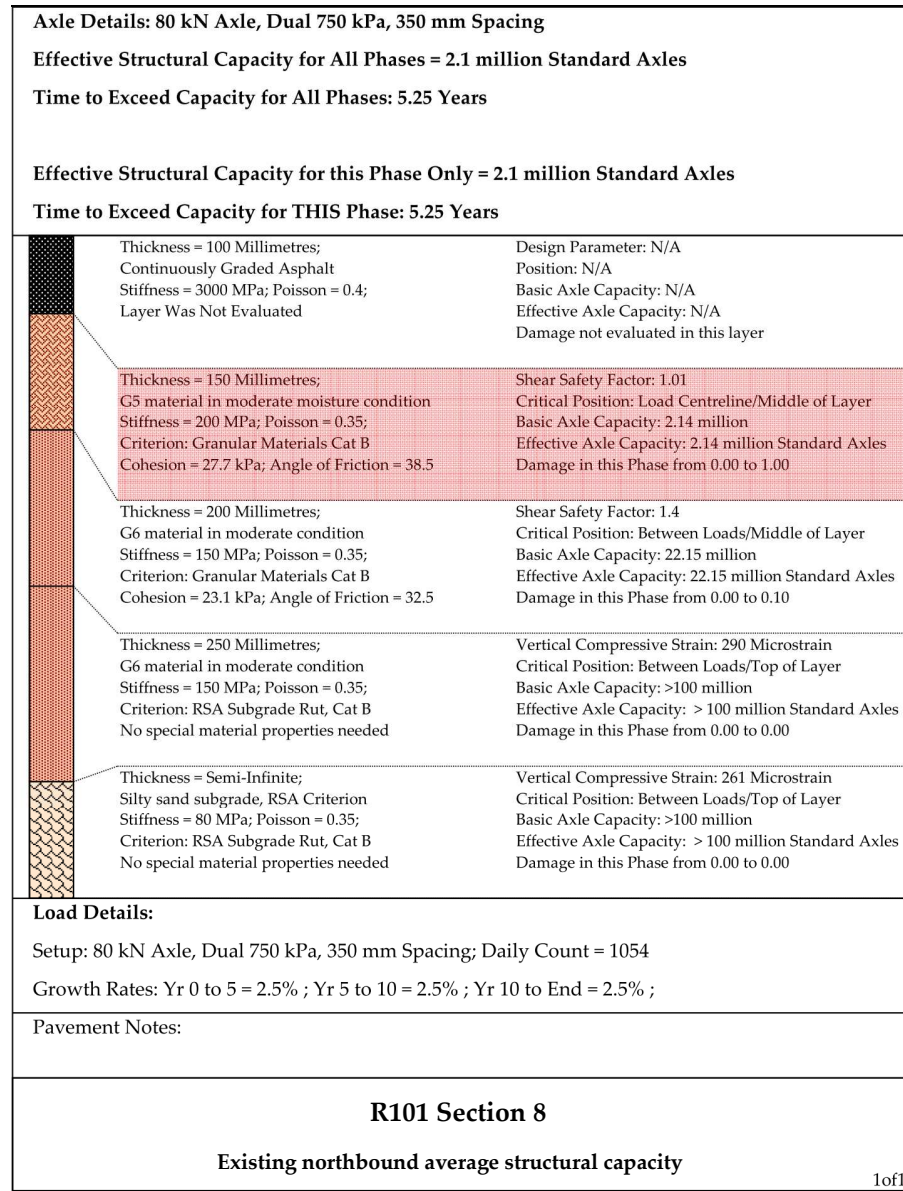 Axle Details: 80 kN Axle, Dual 750 kPa, 350 mm Spacing
Effective Structural Capacity for All Phases = 2.1 million Standard Axles
Time to Exceed Capacity for All Phases: 5.25 Years
Effective Structural Capacity for this Phase Only = 2.1 million Standard Axles
Time to Exceed Capacity for THIS Phase: 5.25 Years
Thickness = 100 Millimetres;
Continuously Graded Asphalt
Stiffness = 3000 MPa; Poisson = 0.4;
Layer Was Not Evaluated
Design Parameter: N/A
Position: N/A
Basic Axle Capacity: N/A
Effective Axle Capacity: N/A
Damage not evaluated in this layer
Thickness = 150 Millimetres;
G5 material in moderate moisture condition
Stiffness = 200 MPa; Poisson = 0.35;
Criterion: Granular Materials Cat B
Cohesion = 27.7 kPa; Angle of Friction = 38.5
Shear Safety Factor: 1.01
Critical Position: Load Centreline/Middle of Layer
Basic Axle Capacity: 2.14 million
Effective Axle Capacity: 2.14 million Standard Axles
Damage in this Phase from 0.00 to 1.00
Thickness = 200 Millimetres;
G6 material in moderate condition
Stiffness = 150 MPa; Poisson = 0.35;
Criterion: Granular Materials Cat B
Cohesion = 23.1 kPa; Angle of Friction = 32.5
Shear Safety Factor: 1.4
Critical Position: Between Loads/Middle of Layer
Basic Axle Capacity: 22.15 million
Effective Axle Capacity: 22.15 million Standard Axles
Damage in this Phase from 0.00 to 0.10
Thickness = 250 Millimetres;
G6 material in moderate condition
Stiffness = 150 MPa; Poisson = 0.35;
Criterion: RSA Subgrade Rut, Cat B
No special material properties needed
Vertical Compressive Strain: 290 Microstrain
Critical Position: Between Loads/Top of Layer
Basic Axle Capacity: >100 million
Effective Axle Capacity: > 100 million Standard Axles
Damage in this Phase from 0.00 to 0.00
Thickness = Semi-Infinite;
Silty sand subgrade, RSA Criterion
Stiffness = 80 MPa; Poisson = 0.35;
Criterion: RSA Subgrade Rut, Cat B
No special material properties needed
Vertical Compressive Strain: 261 Microstrain
Critical Position: Between Loads/Top of Layer
Basic Axle Capacity: >100 million
Effective Axle Capacity: > 100 million Standard Axles
Damage in this Phase from 0.00 to 0.00
Load Details:
Setup: 80 kN Axle, Dual 750 kPa, 350 mm Spacing; Daily Count = 1054
Growth Rates: Yr 0 to 5 = 2.5% ; Yr 5 to 10 = 2.5% ; Yr 10 to End = 2.5% ;
Pavement Notes:
R101 Section 8
Existing northbound average structural capacity
1of1